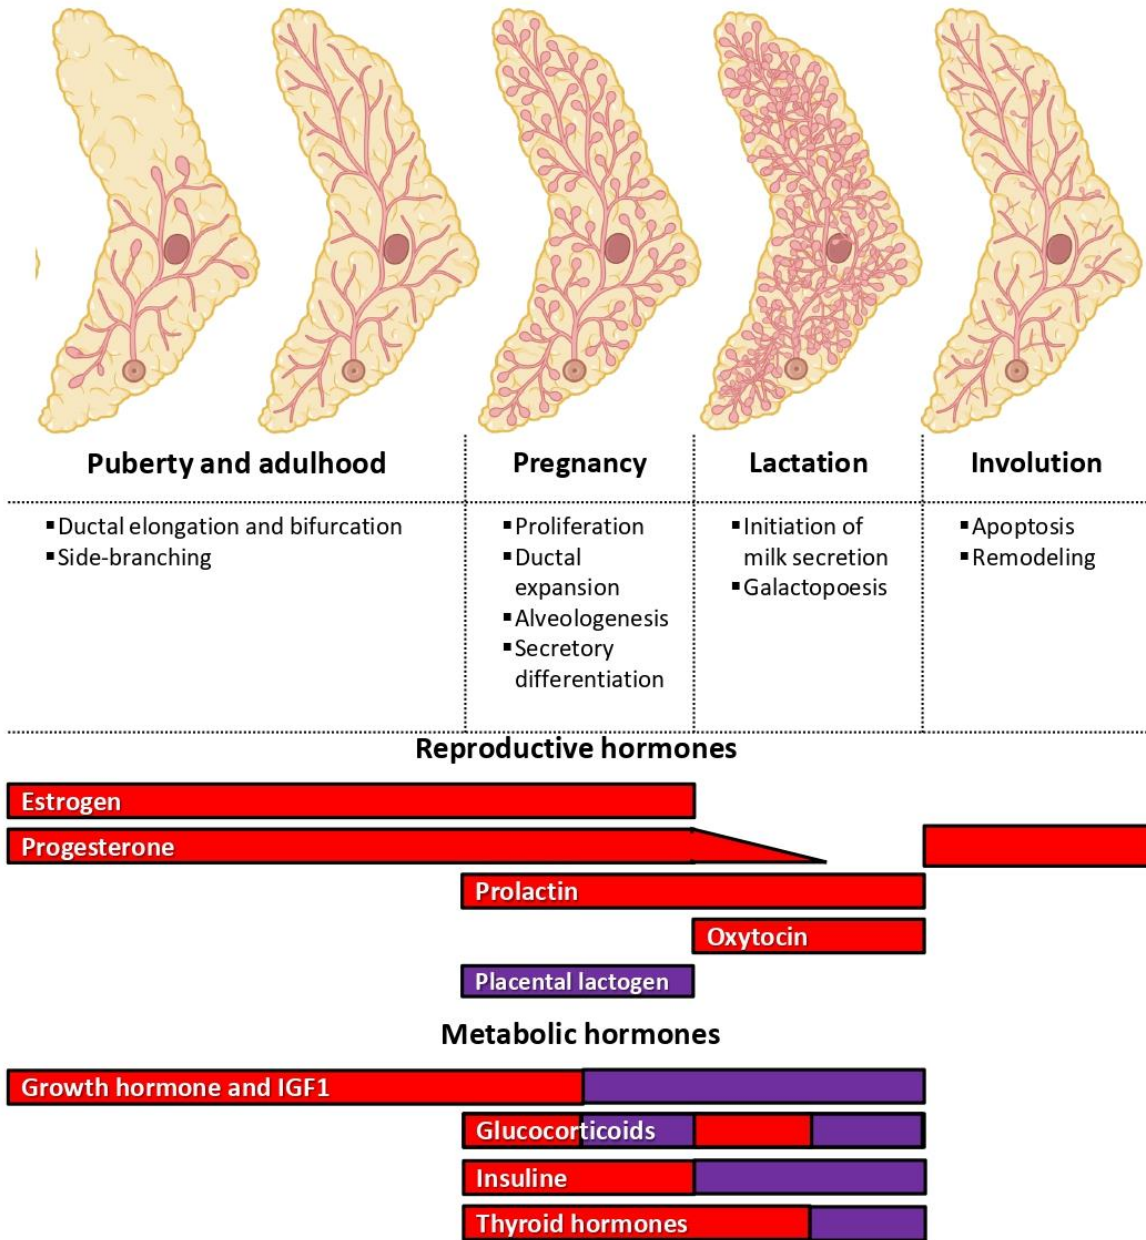 Puberty and adulhood
Pregnancy
Lactation
Involution
▪Ductal elongation and bifurcation
▪Side-branching
▪Proliferation
▪Ductal
expansion
▪Alveologenesis
▪Secretory
differentiation
▪Initiation of
milk secretion
▪Galactopoesis
▪Apoptosis
▪Remodeling
Reproductive hormones
Estrogen
Progesterone
Prolactin
Oxytocin
Placental lactogen
Metabolic hormones
Growth hormone and IGF1
Glucocorticoids
Insuline
Thyroid hormones